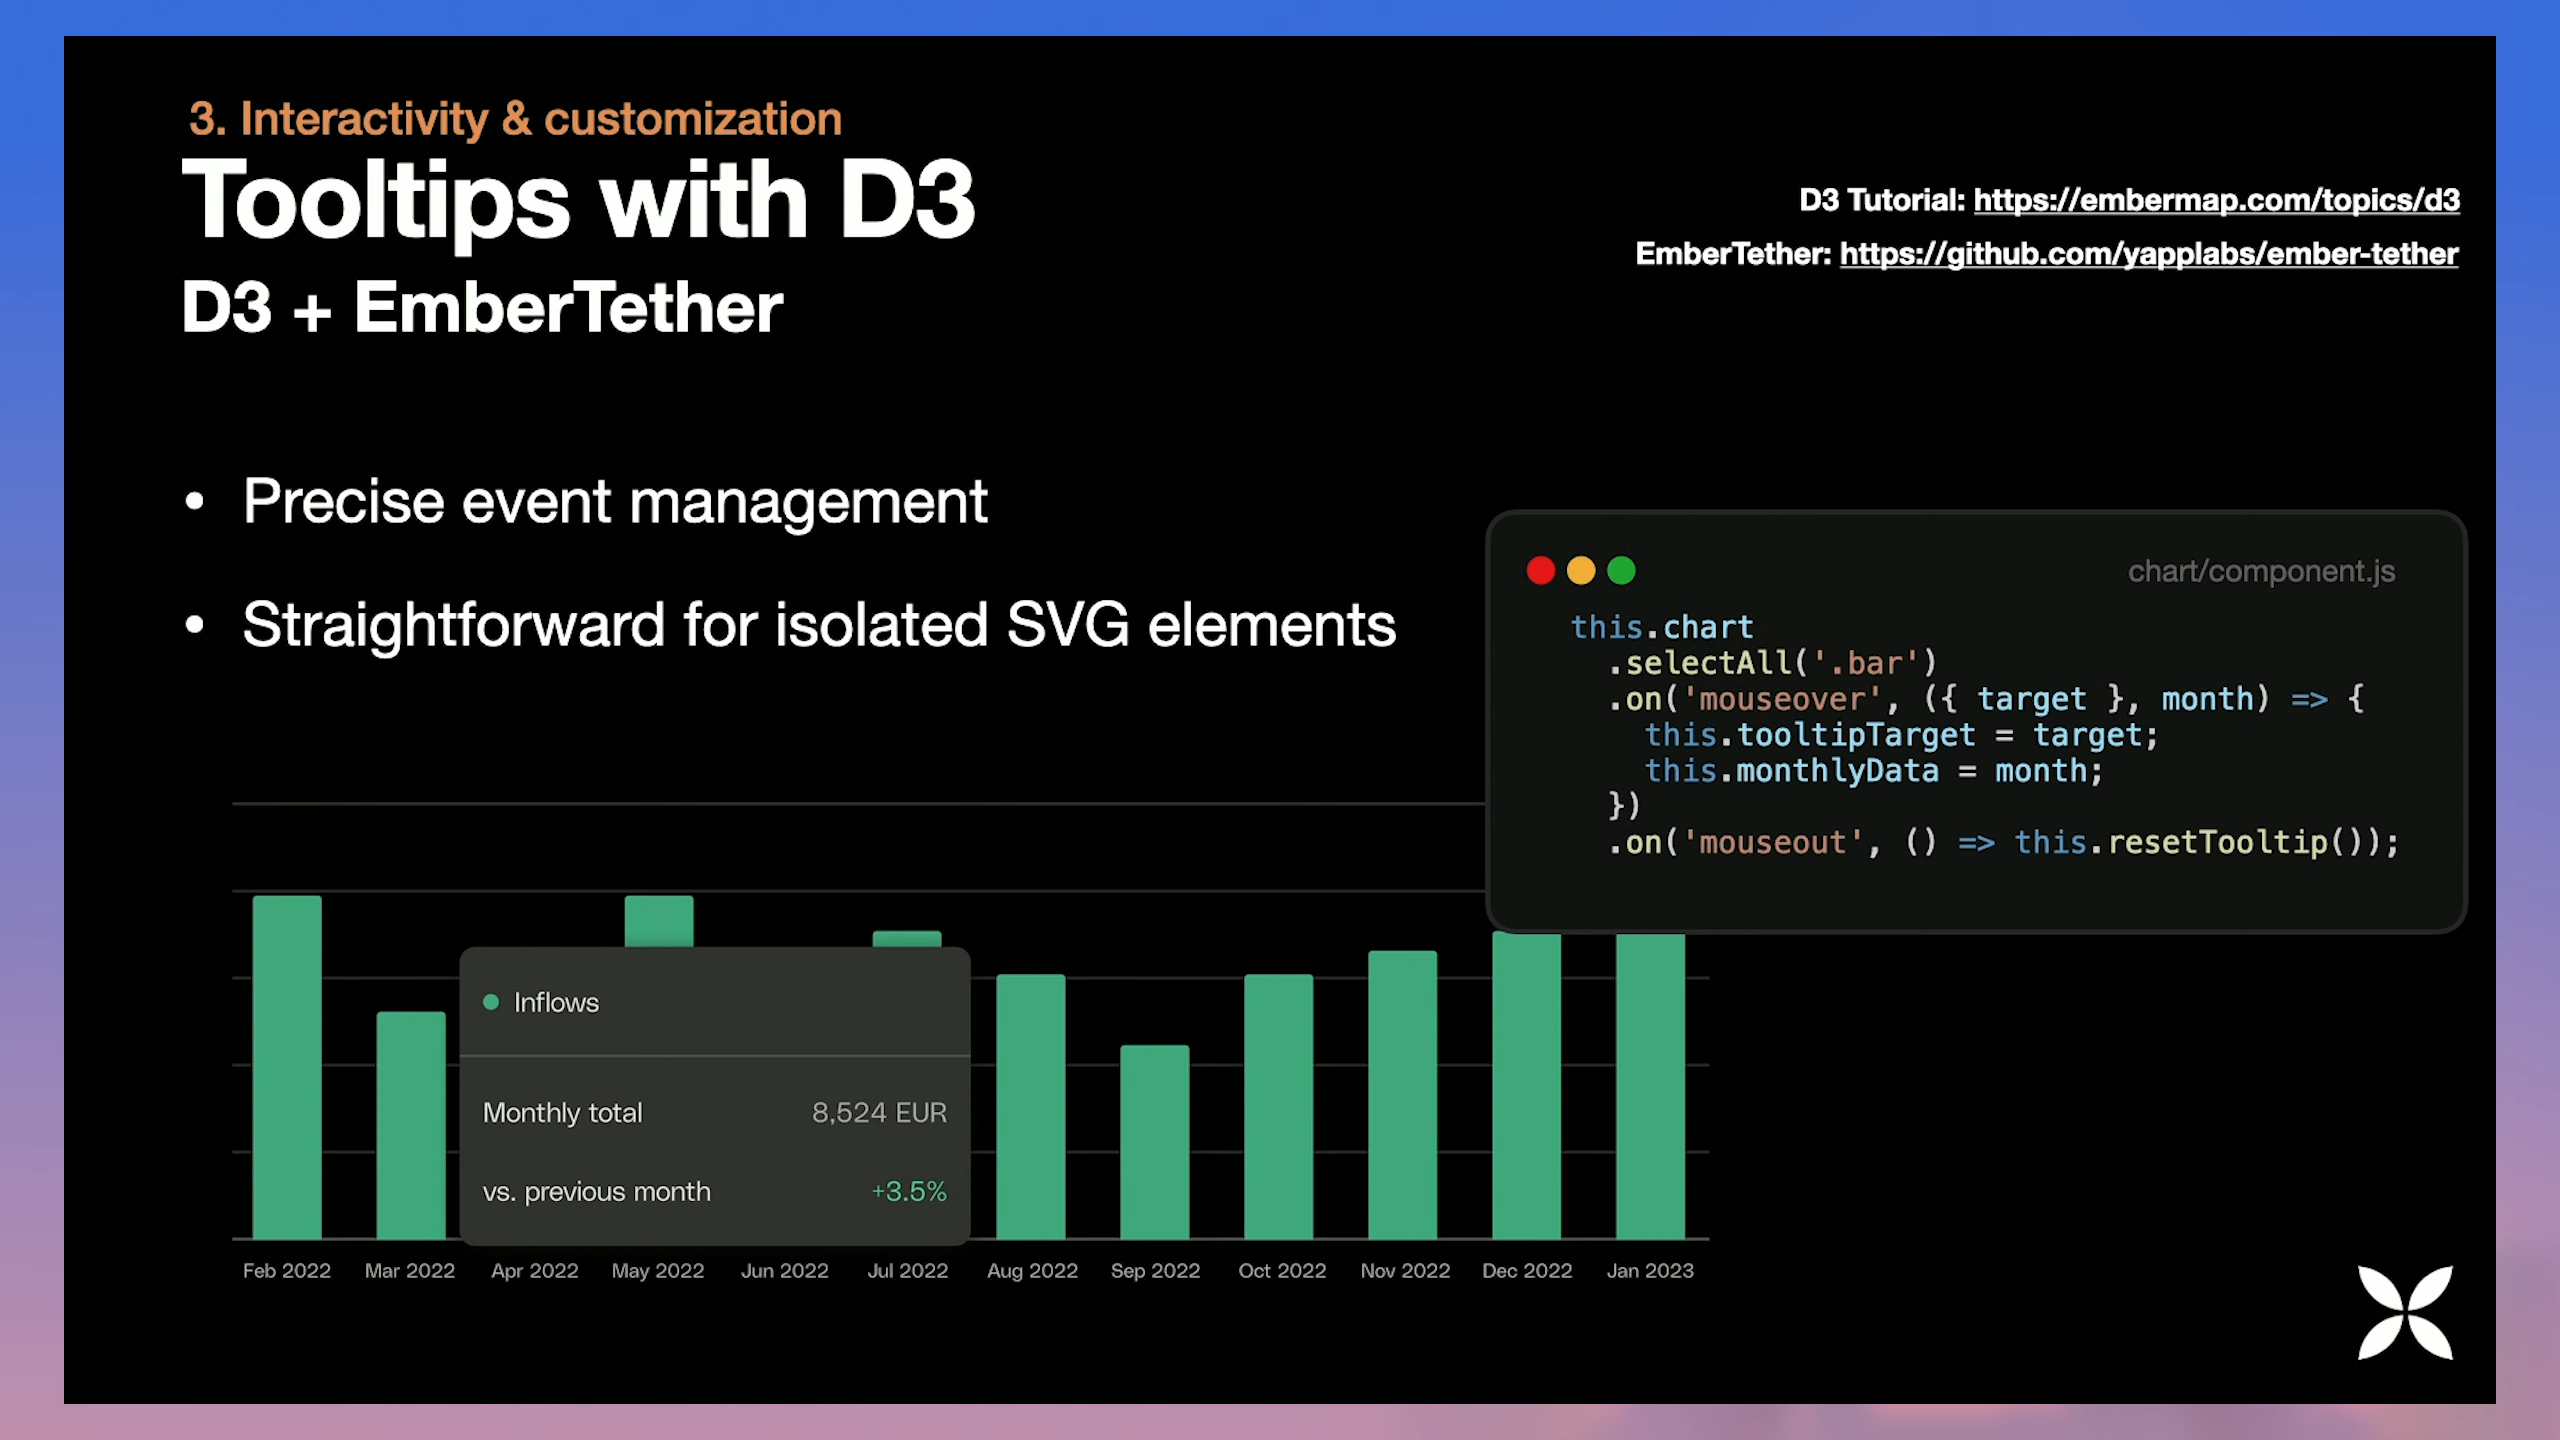 3. Interactivity & customization
Tooltips with D3
D3 + EmberTether
D3 Tutorial: https://embermap.com/topics/d3
EmberTether: https://github.com/yapplabs/ember-tether
• Precise event management
• Straightforward for isolated SVG elements
chart/component.js
this.chart
  .selectAll('.bar')
  .on('mouseover', ({ target }, month) => {
    this.tooltipTarget = target;
    this.monthlyData = month;
  })
  .on('mouseout', () => this.resetTooltip());
Inflows
Monthly total 8,524 EUR
vs. previous month +3.5%
Feb 2022 Mar 2022 Apr 2022 May 2022 Jun 2022 Jul 2022 Aug 2022 Sep 2022 Oct 2022 Nov 2022 Dec 2022 Jan 2023